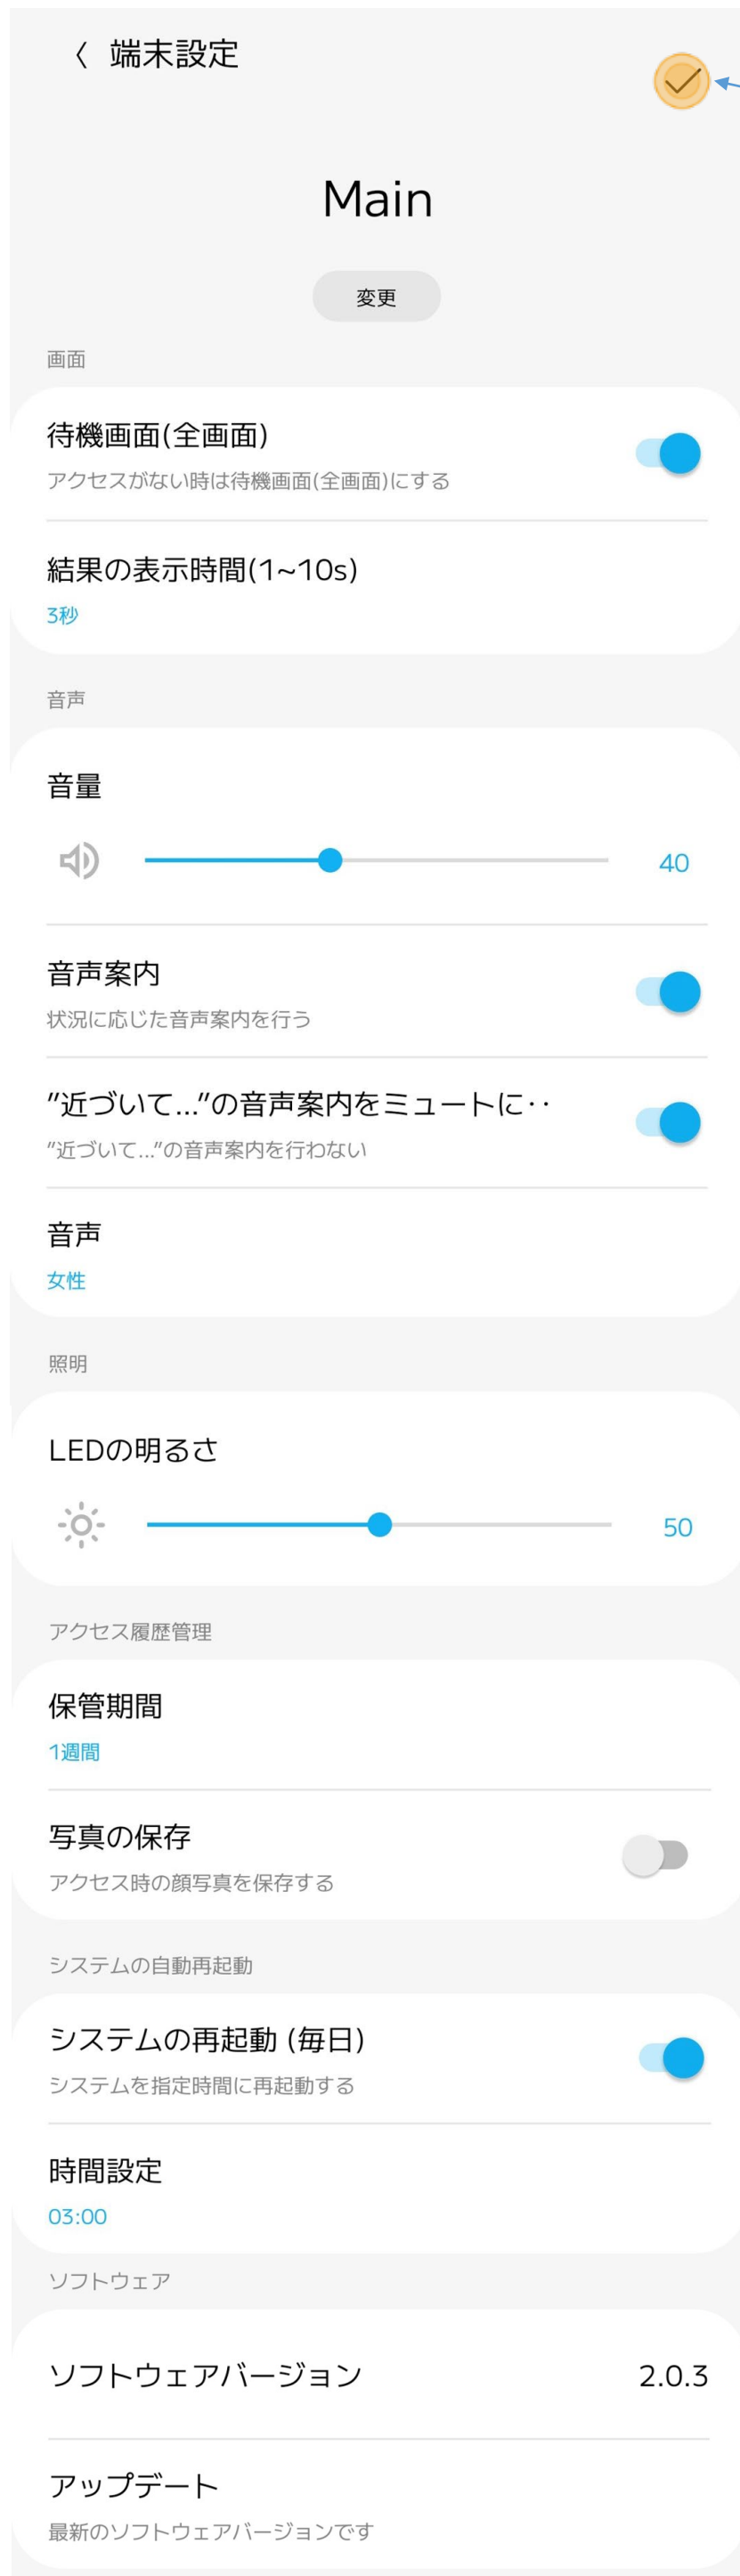 端末設定
Main
変更
画面
待機画面(全画面)
アクセスがない時は待機画面(全画面)にする
結果の表示時間(1~10s)
3秒
音声
音量
40
音声案内
状況に応じた音声案内を行う
”近づいて...”の音声案内をミュートに‥
”近づいて...”の音声案内を行わない
音声
女性
照明
LEDの明るさ
50
アクセス履歴管理
保管期間
1週間
写真の保存
アクセス時の顔写真を保存する
システムの自動再起動
システムの再起動 (毎日)
システムを指定時間に再起動する
時間設定
03:00
ソフトウェア
ソフトウェアバージョン 2.0.3
アップデート
最新のソフトウェアバージョンです